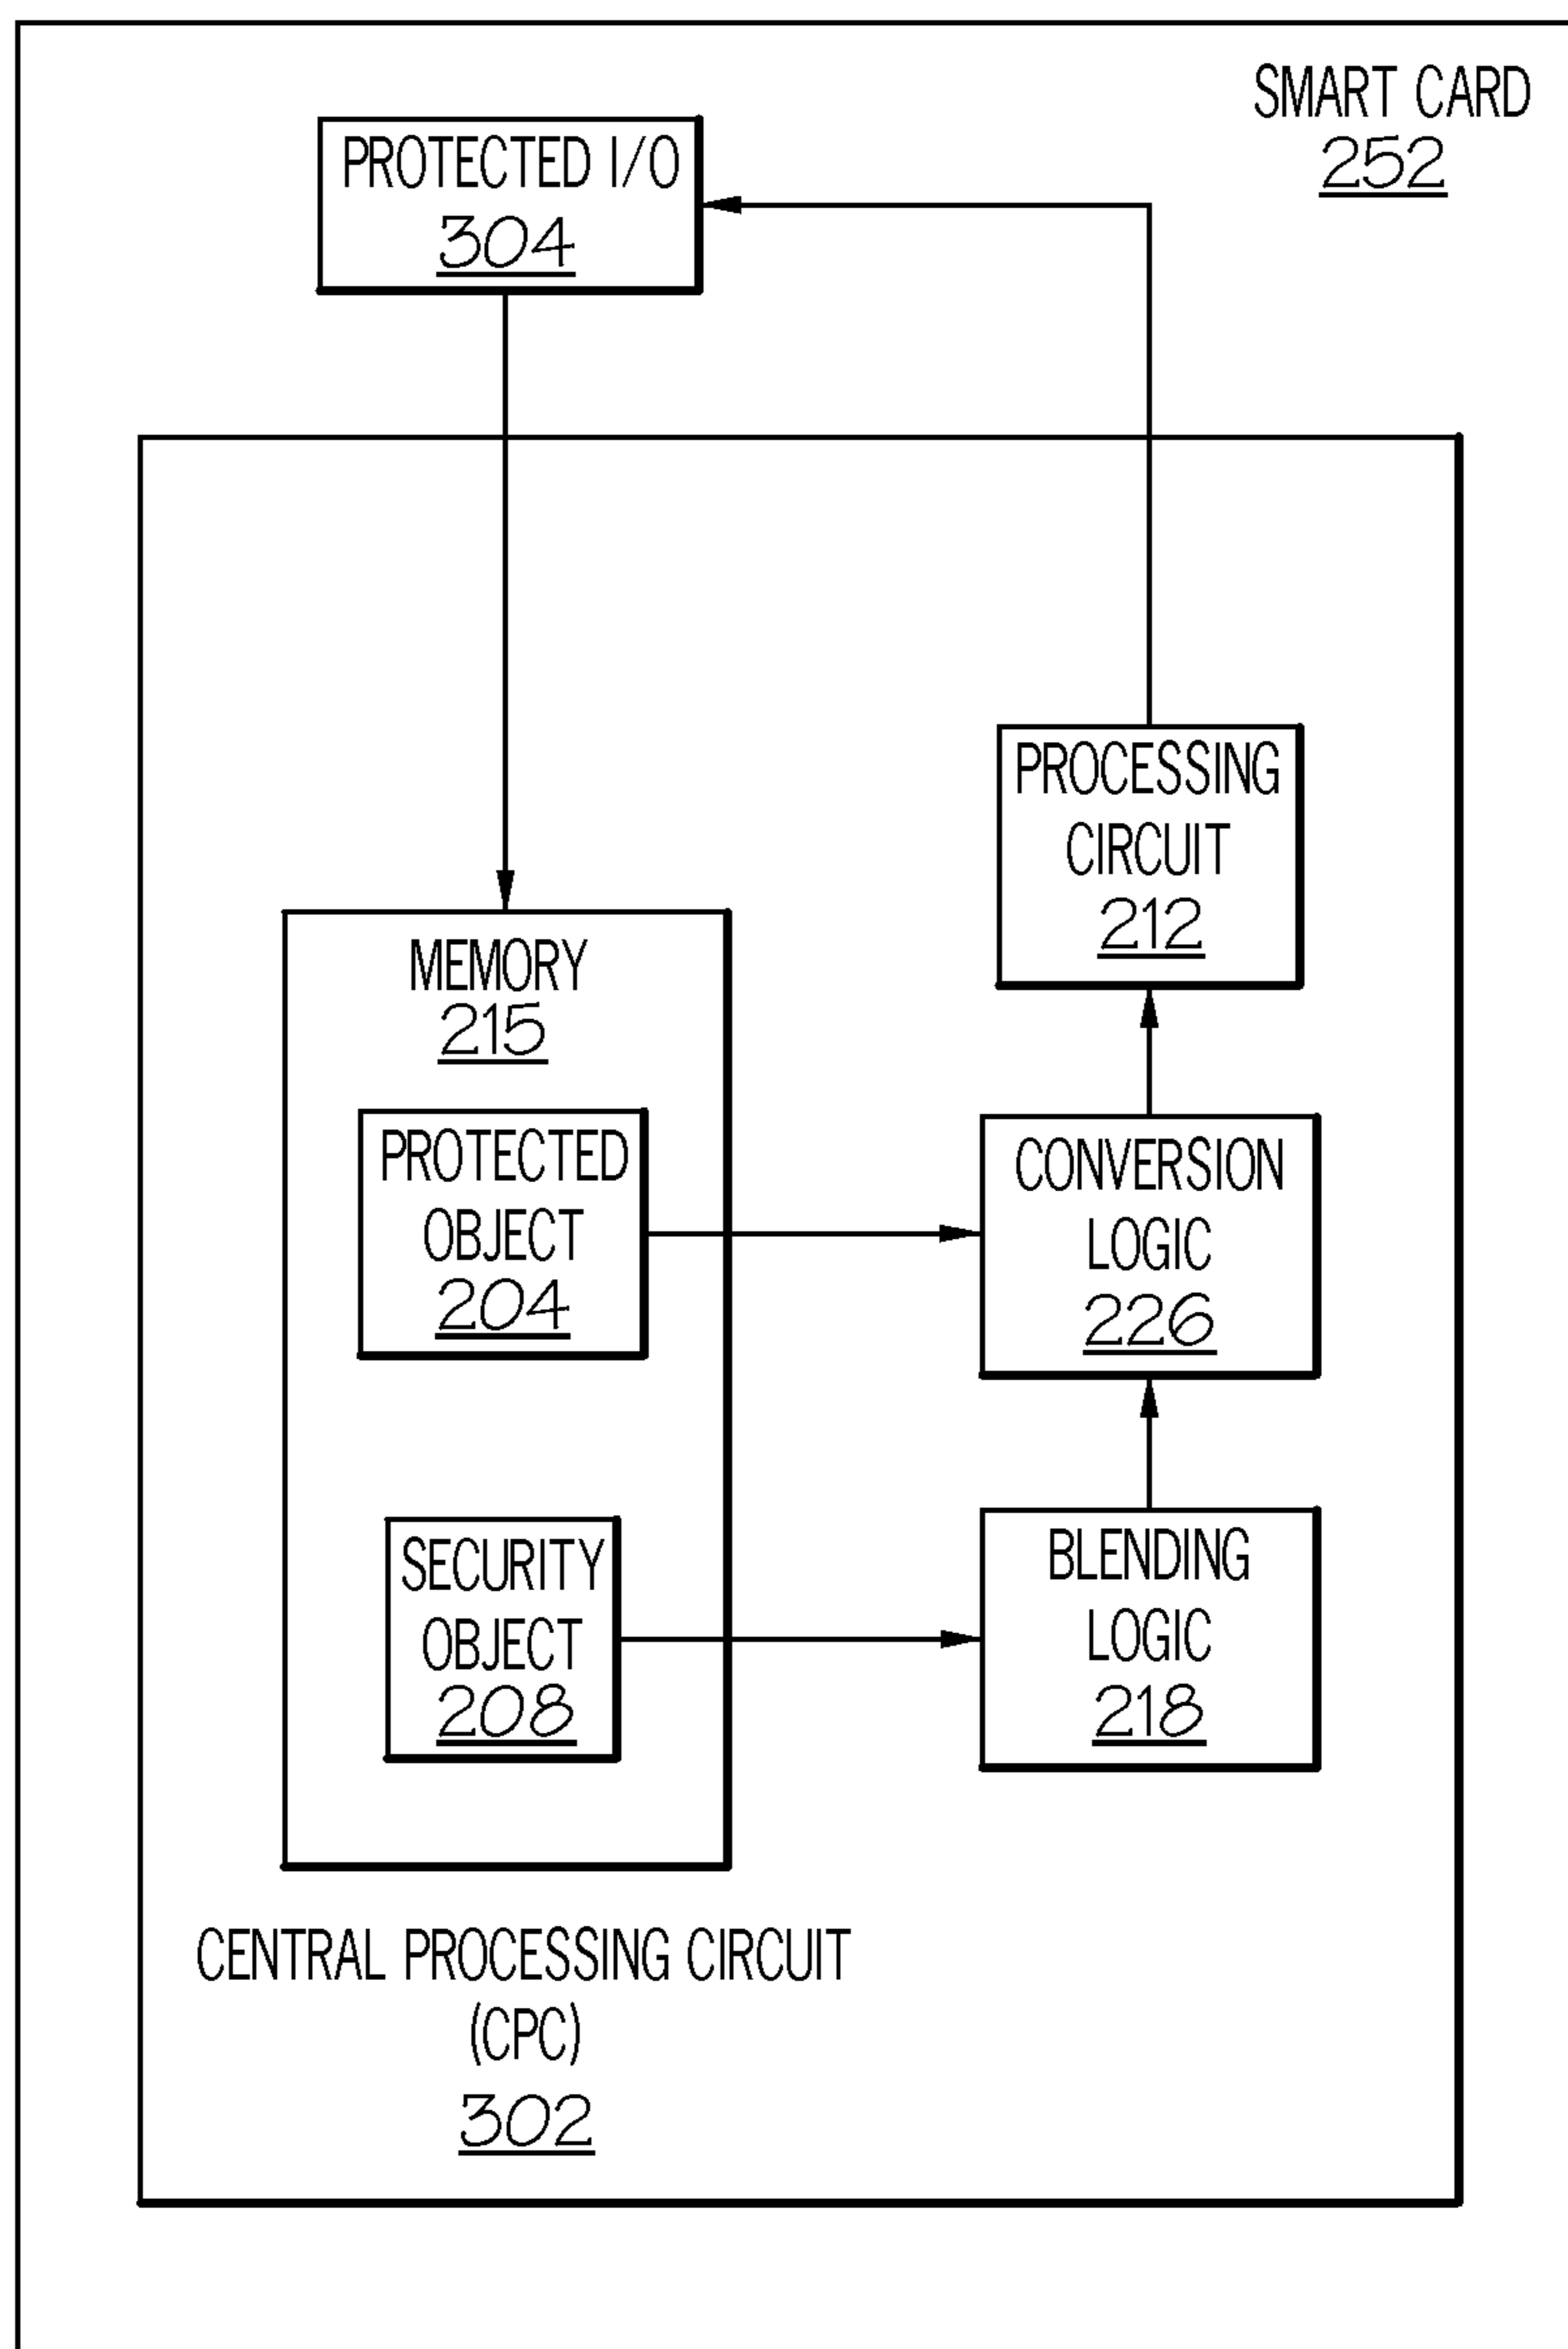 SMART CARD
252
PROTECTED I/O
304
PROCESSING
CIRCUIT
212
MEMORY
215
PROTECTED
OBJECT
204
CONVERSION
LOGIC
226
SECURITY
OBJECT
208
BLENDING
LOGIC
218
CENTRAL PROCESSING CIRCUIT
(CPC)
302